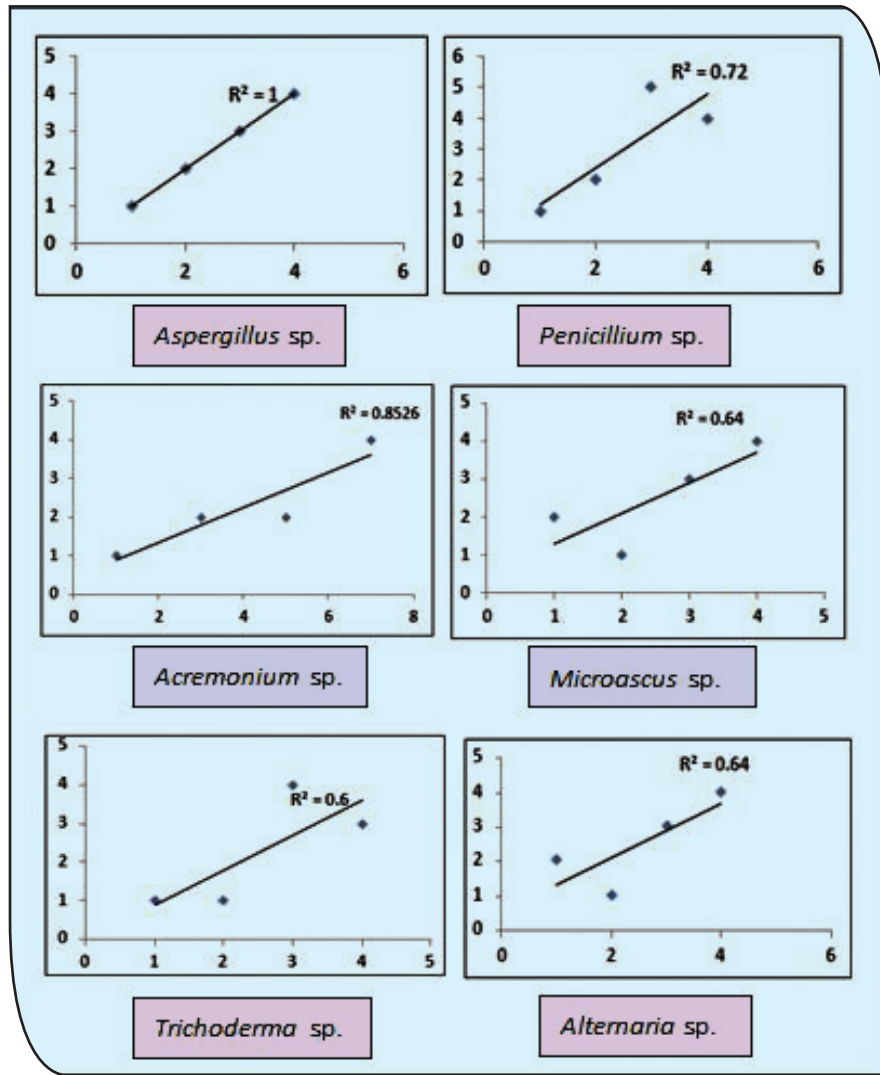 5
4
3
2
1
0
0 2 4 6
R² = 1
6
5
4
3
2
1
0
0 2 4 6
R² = 0.72
Aspergillus sp.
Penicillium sp.
5
4
3
2
1
0
0 2 4 6 8
R² = 0.8526
5
4
3
2
1
0
0 1 2 3 4 5
R² = 0.64
Acremonium sp.
Microascus sp.
5
4
3
2
1
0
0 1 2 3 4 5
R² = 0.6
5
4
3
2
1
0
0 2 4 6
R² = 0.64
Trichoderma sp.
Alternaria sp.